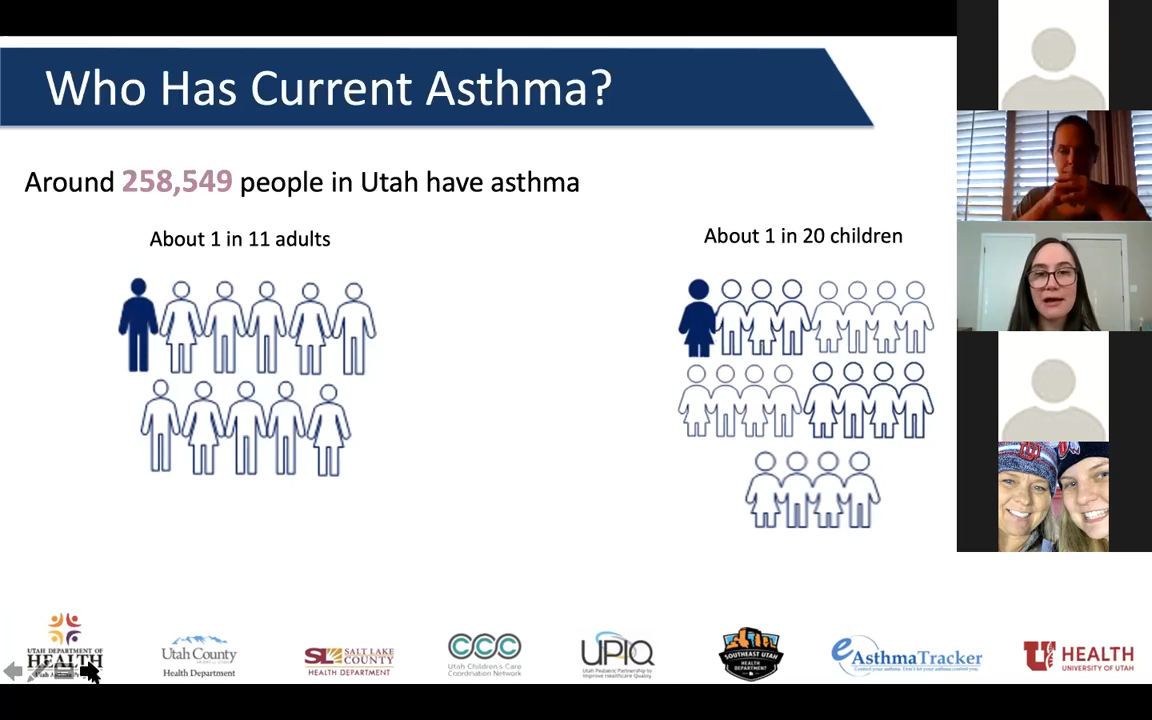 Who Has Current Asthma?
Around 258,549 people in Utah have asthma
About 1 in 11 adults
About 1 in 20 children
UTAH DEPARTMENT OF
HEALTH
Utah County
Health Department
SL SALT LAKE
COUNTY
HEALTH DEPARTMENT
CCC
Utah Children's Care
Coordination Network
UPIQ
Utah Pediatric Partnership to
Improve Healthcare Quality
SOUTHEAST UTAH
HEALTH
DEPARTMENT
eAsthmaTracker
U HEALTH
UNIVERSITY OF UTAH